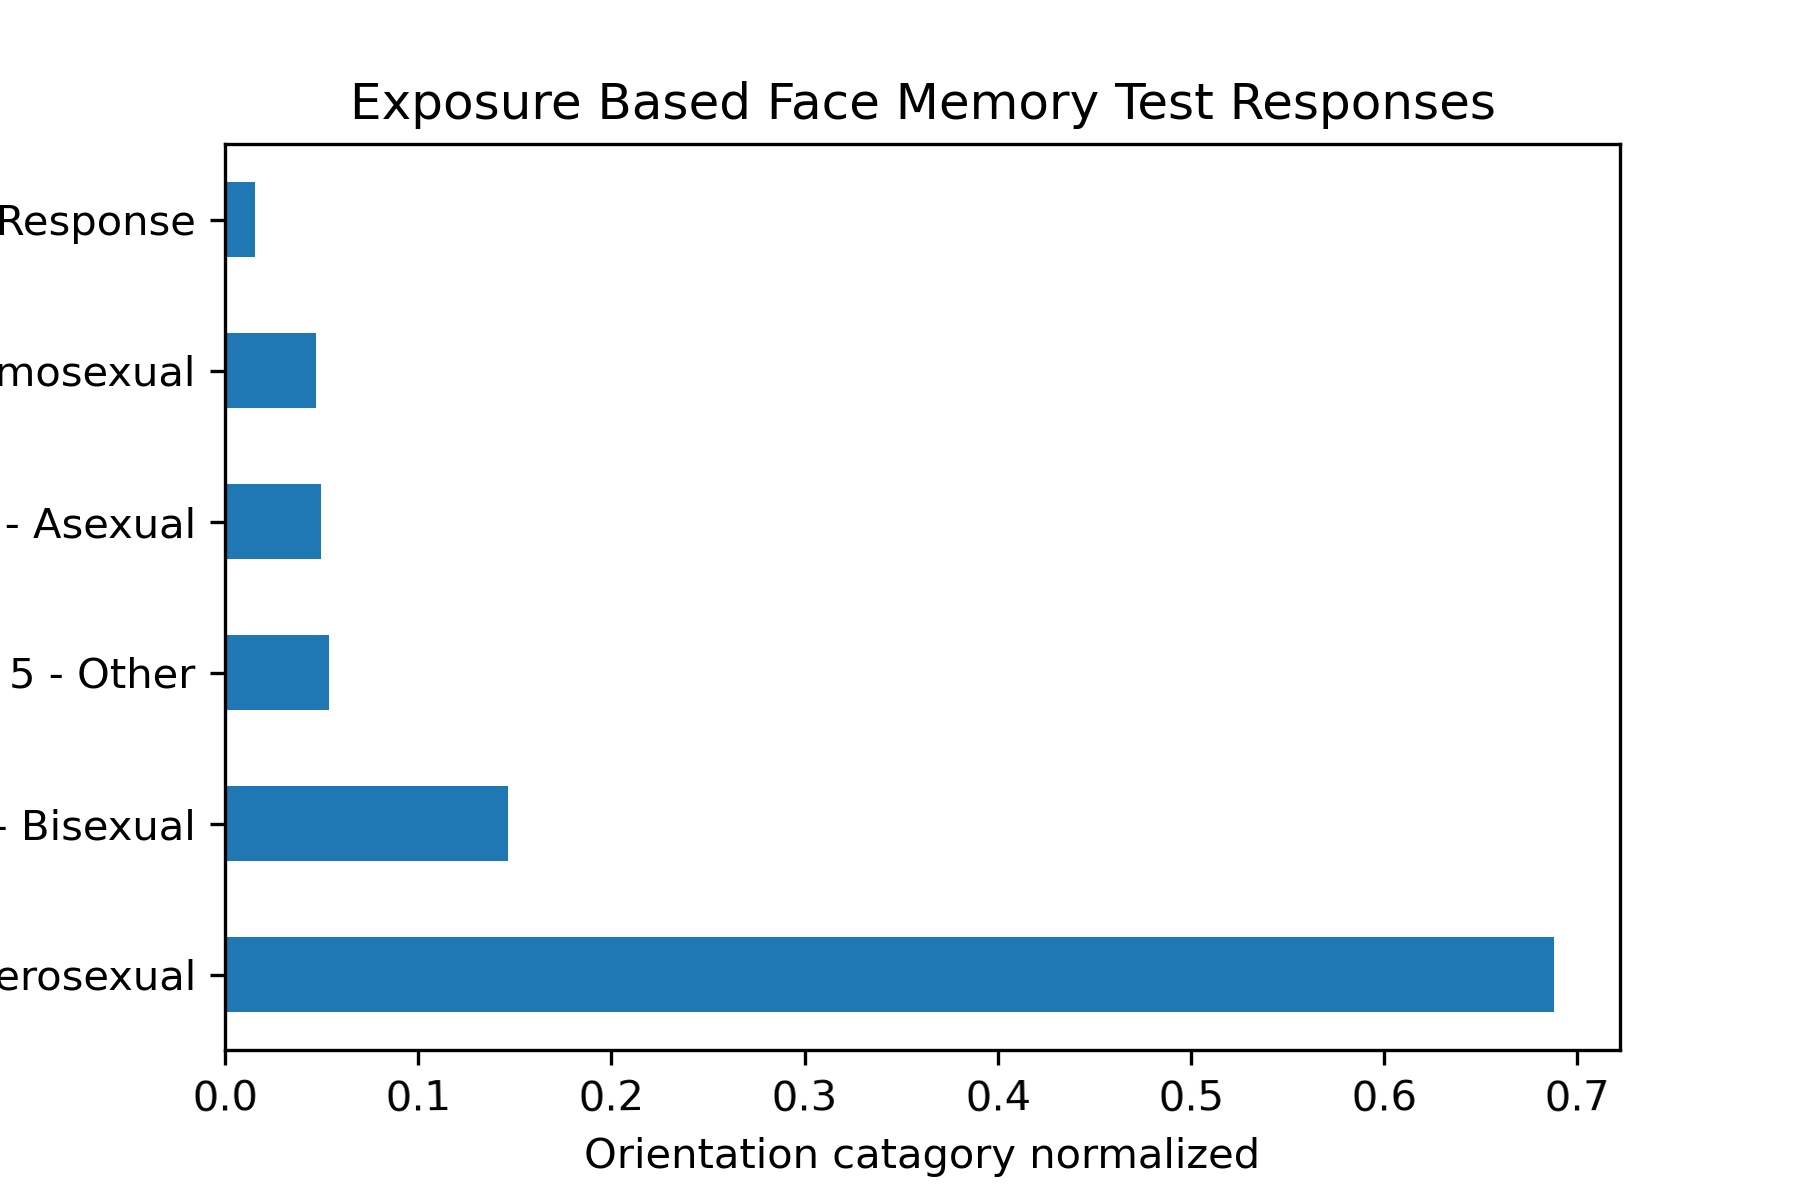 Exposure Based Face Memory Test Responses
Response
mosexual
- Asexual
5 - Other
- Bisexual
erosexual
0.0 0.1 0.2 0.3 0.4 0.5 0.6 0.7
Orientation catagory normalized